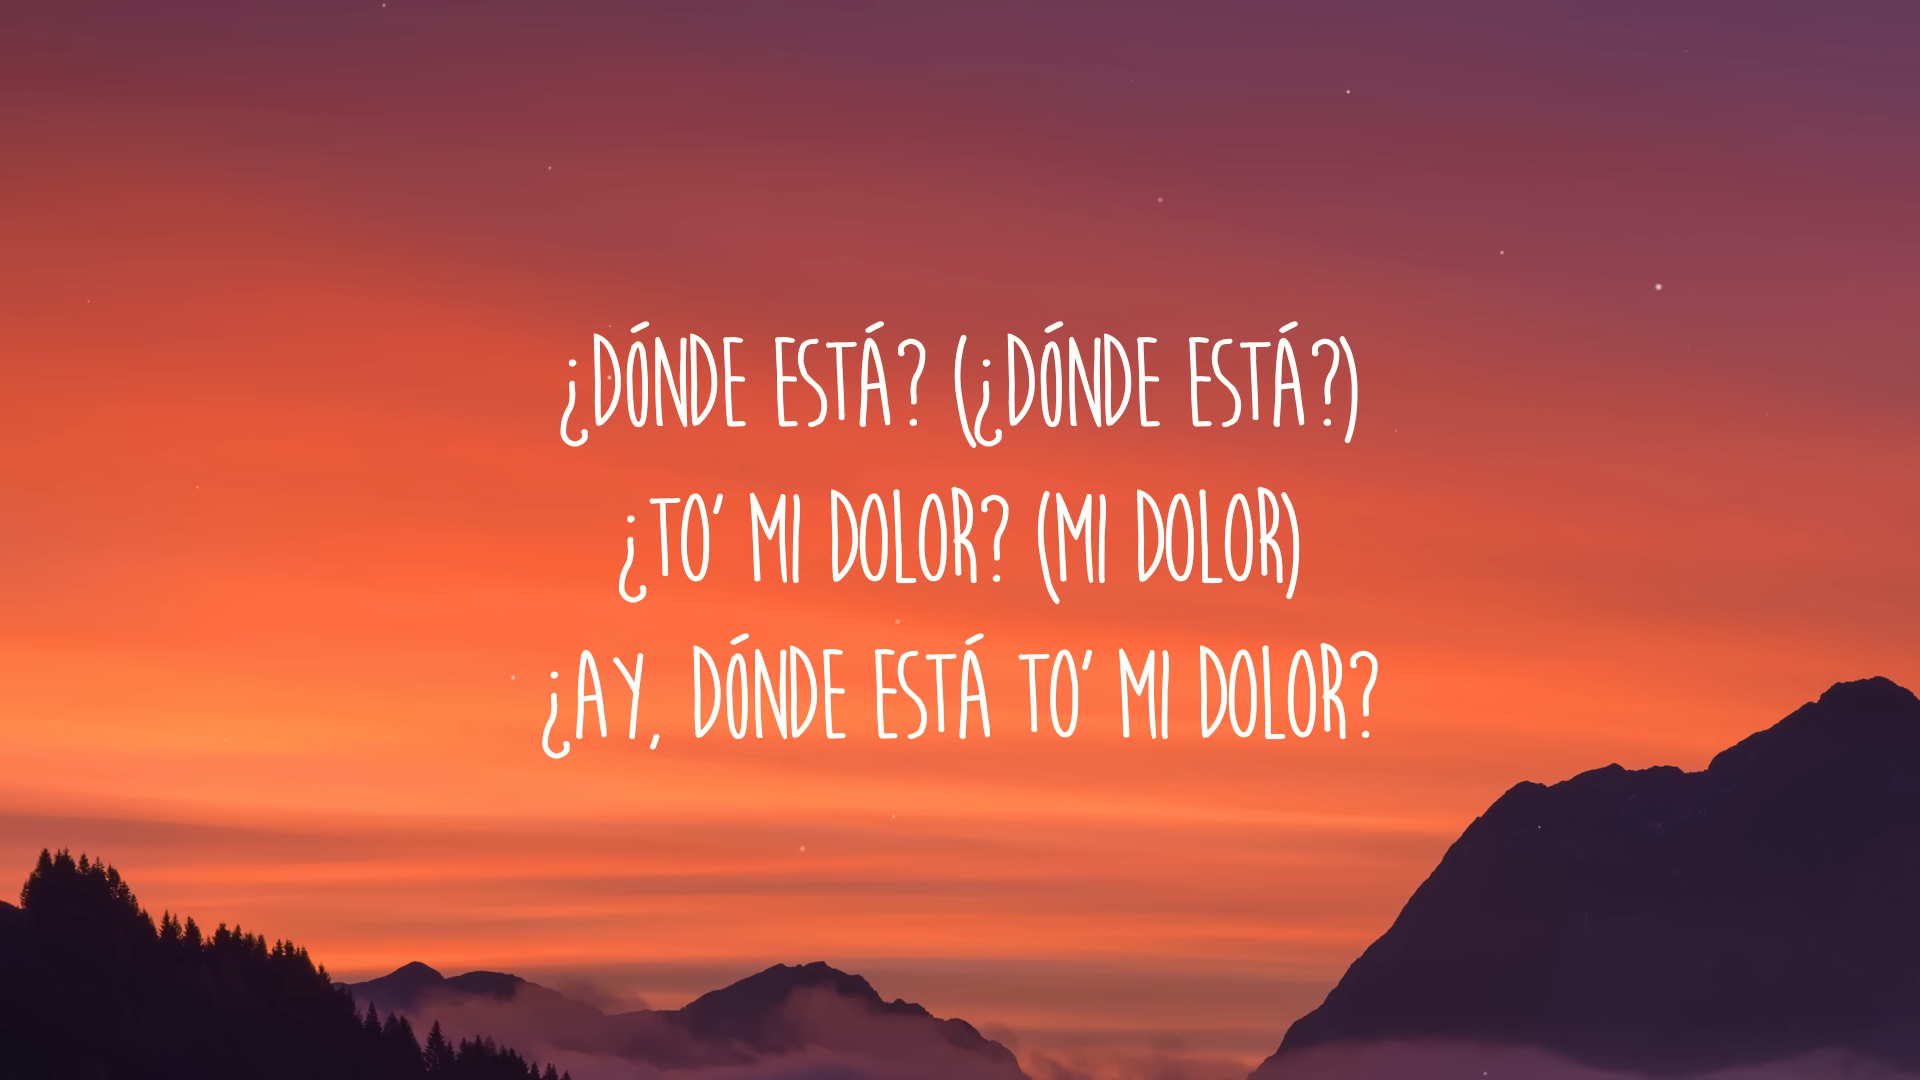 ¿DÓNDE ESTÁ? (¿DÓNDE ESTÁ?)
¿TO' MI DOLOR? (MI DOLOR)
¿AY, DÓNDE ESTÁ TO' MI DOLOR?